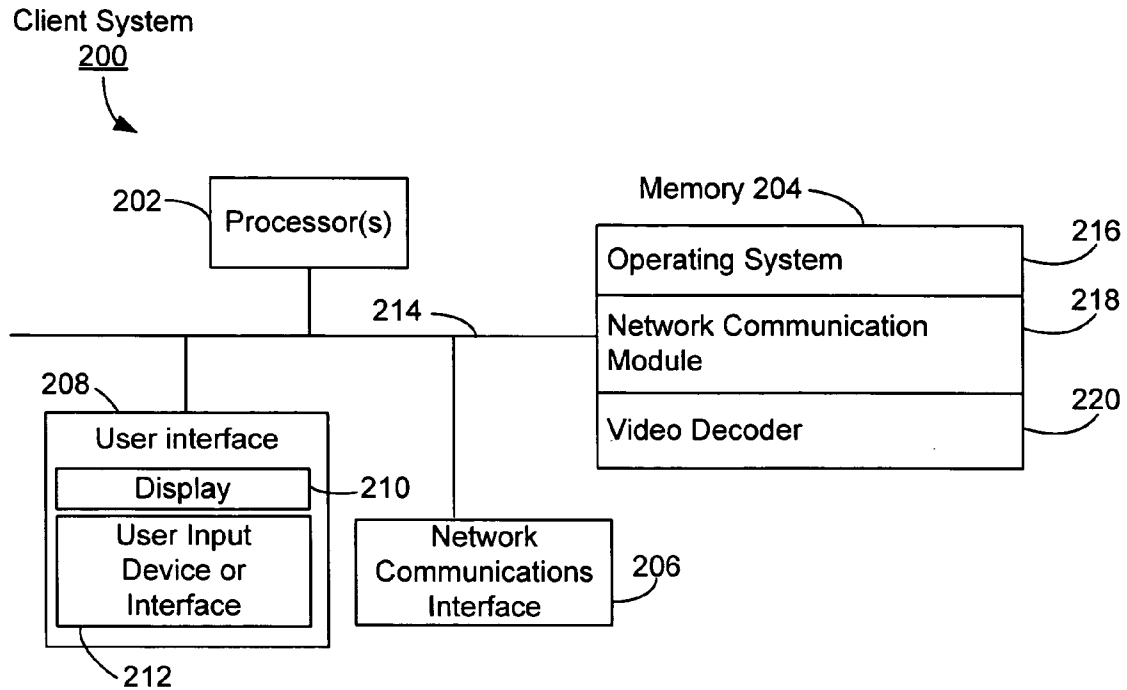 Client System
200
202
Processor(s)
Memory 204
Operating System
216
Network Communication
Module
218
Video Decoder
220
214
208
User interface
Display
210
User Input
Device or
Interface
212
Network
Communications
Interface
206